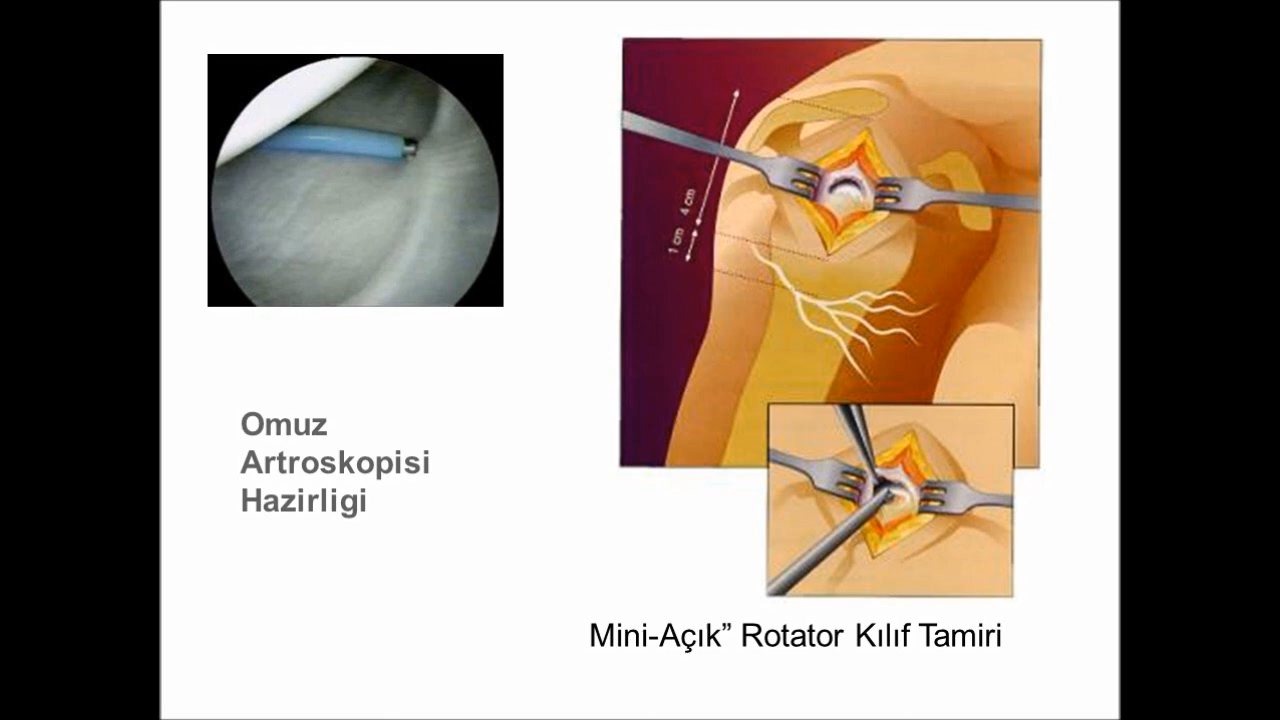 4 cm
1 cm
Omuz
Artroskopisi
Hazirligi
Mini-Açık” Rotator Kılıf Tamiri